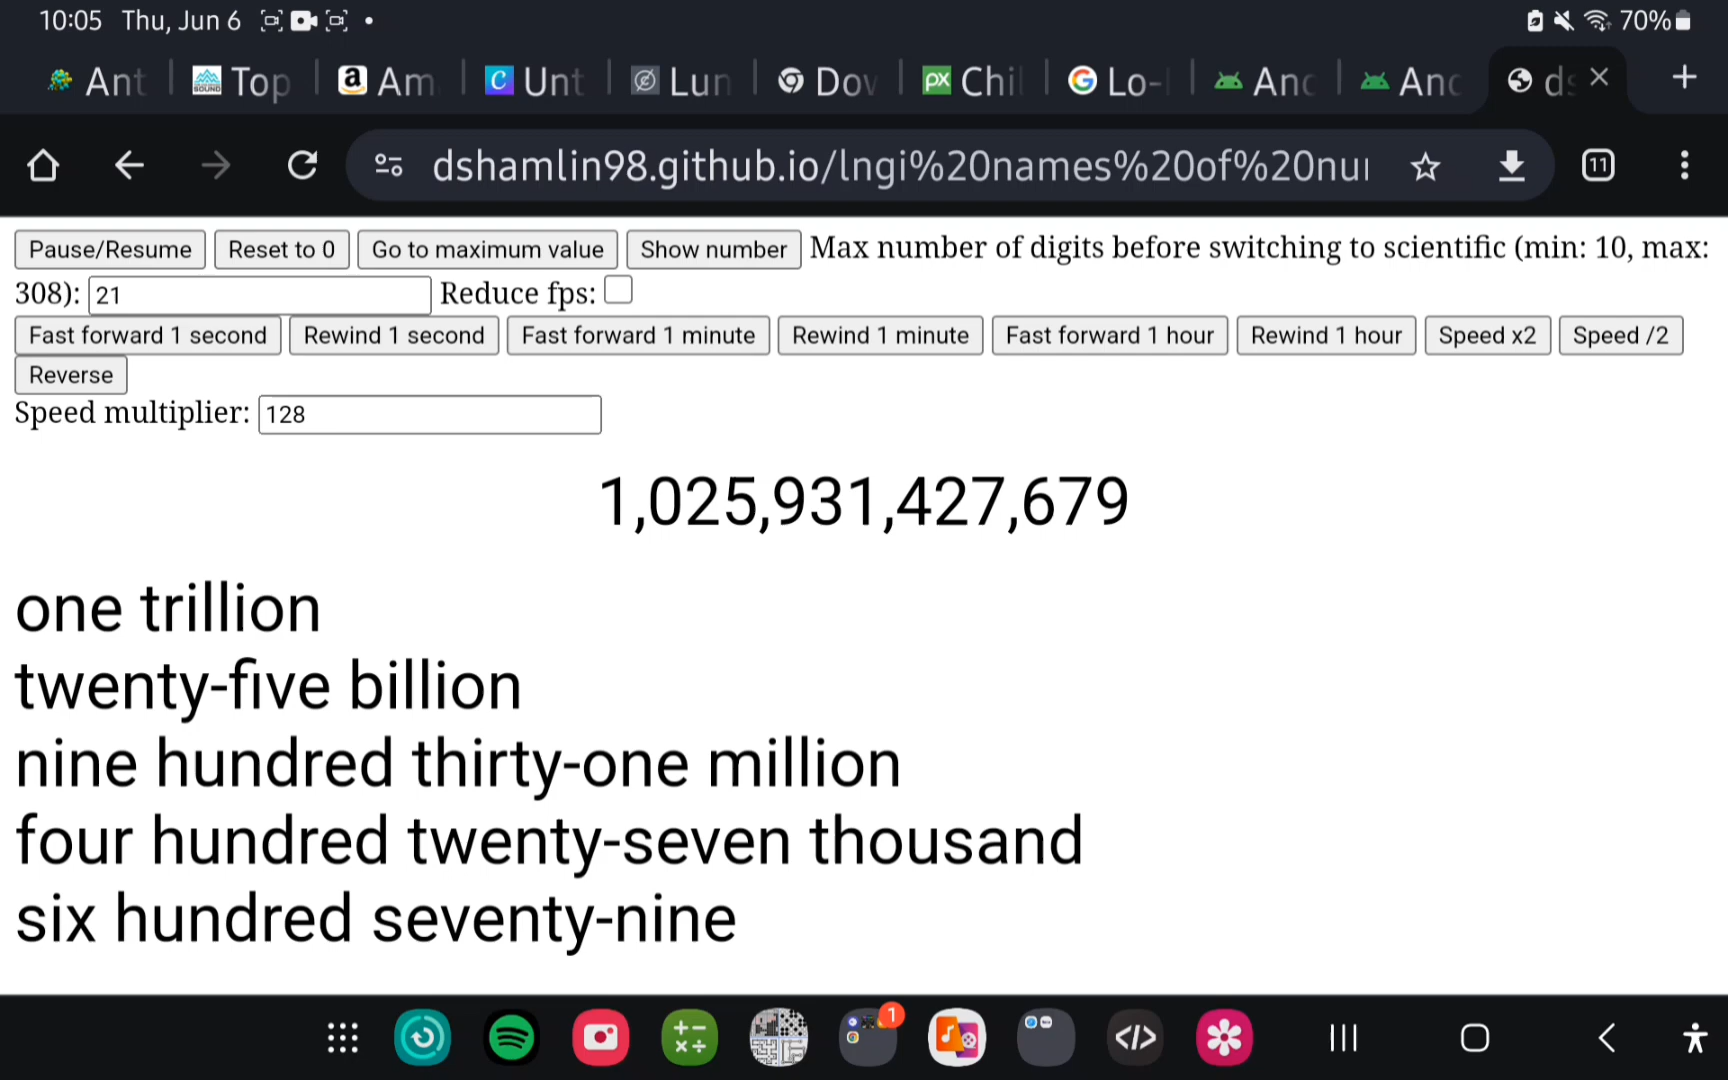 10:05 Thu, Jun 6 70%
Ant Top Am Unt Lun Dov Chil Lo- Anc Anc ds
dshamlin98.github.io/lngi%20names%20of%20nu 11
Pause/Resume Reset to 0 Go to maximum value Show number Max number of digits before switching to scientific (min: 10, max:
308): 21 Reduce fps:
Fast forward 1 second Rewind 1 second Fast forward 1 minute Rewind 1 minute Fast forward 1 hour Rewind 1 hour Speed x2 Speed /2
Reverse
Speed multiplier: 128
1,025,931,427,679
one trillion
twenty-five billion
nine hundred thirty-one million
four hundred twenty-seven thousand
six hundred seventy-nine
1